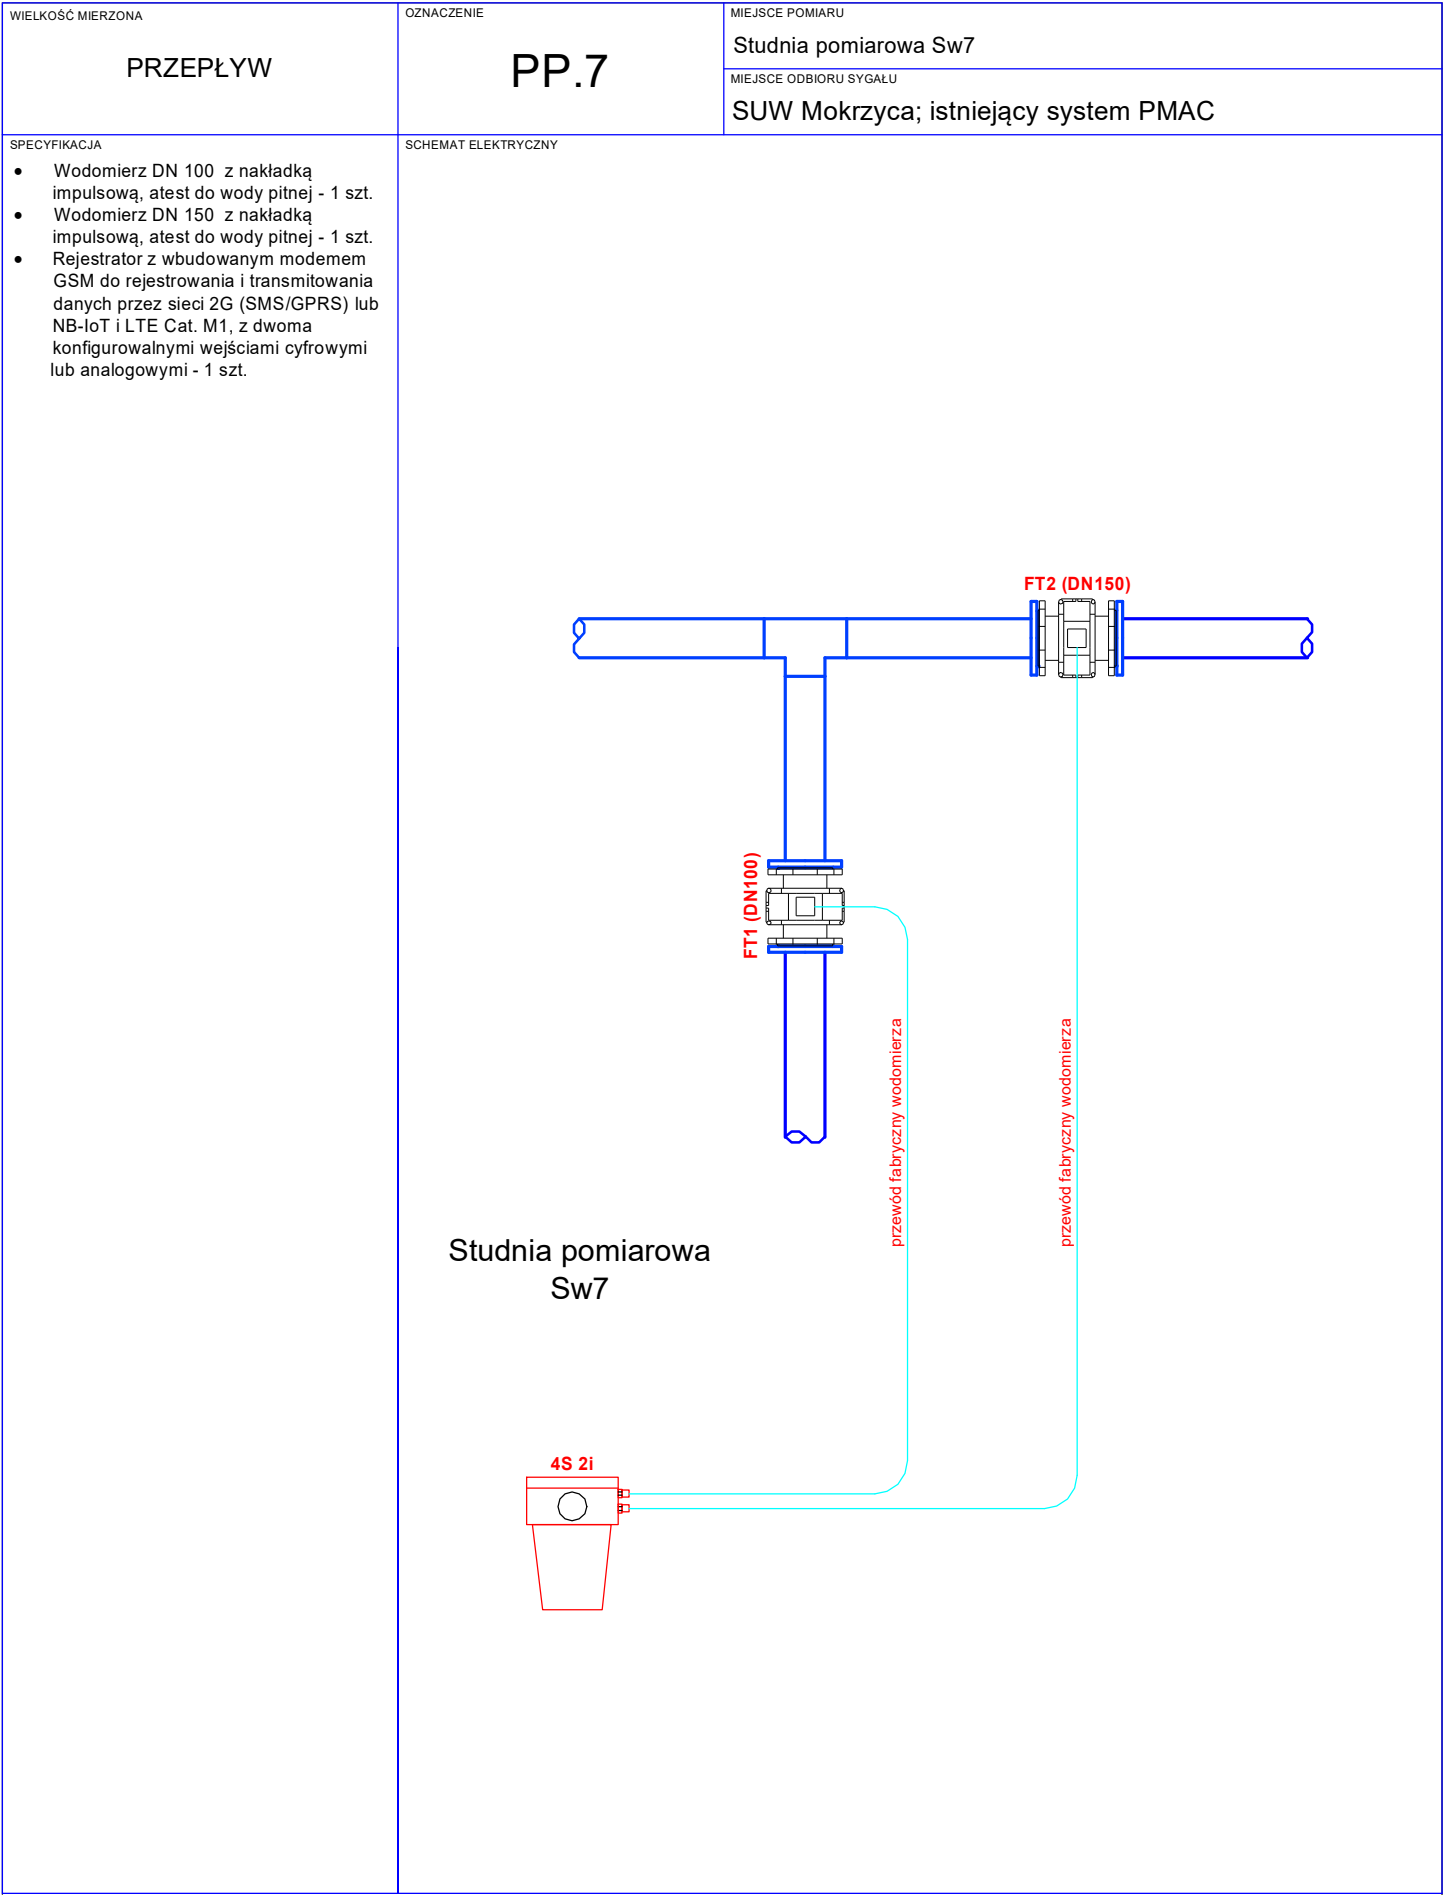 WIELKOŚĆ MIERZONA
PRZEPŁYW
OZNACZENIE
PP.7
MIEJSCE POMIARU
Studnia pomiarowa Sw7
MIEJSCE ODBIORU SYGAŁU
SUW Mokrzyca; istniejący system PMAC
SPECYFIKACJA
• Wodomierz DN 100 z nakładką
impulsową, atest do wody pitnej - 1 szt.
• Wodomierz DN 150 z nakładką
impulsową, atest do wody pitnej - 1 szt.
• Rejestrator z wbudowanym modemem
GSM do rejestrowania i transmitowania
danych przez sieci 2G (SMS/GPRS) lub
NB-IoT i LTE Cat. M1, z dwoma
konfigurowalnymi wejściami cyfrowymi
lub analogowymi - 1 szt.
SCHEMAT ELEKTRYCZNY
FT2 (DN150)
FT1 (DN100)
przewód fabryczny wodomierza
przewód fabryczny wodomierza
Studnia pomiarowa
Sw7
4S 2i